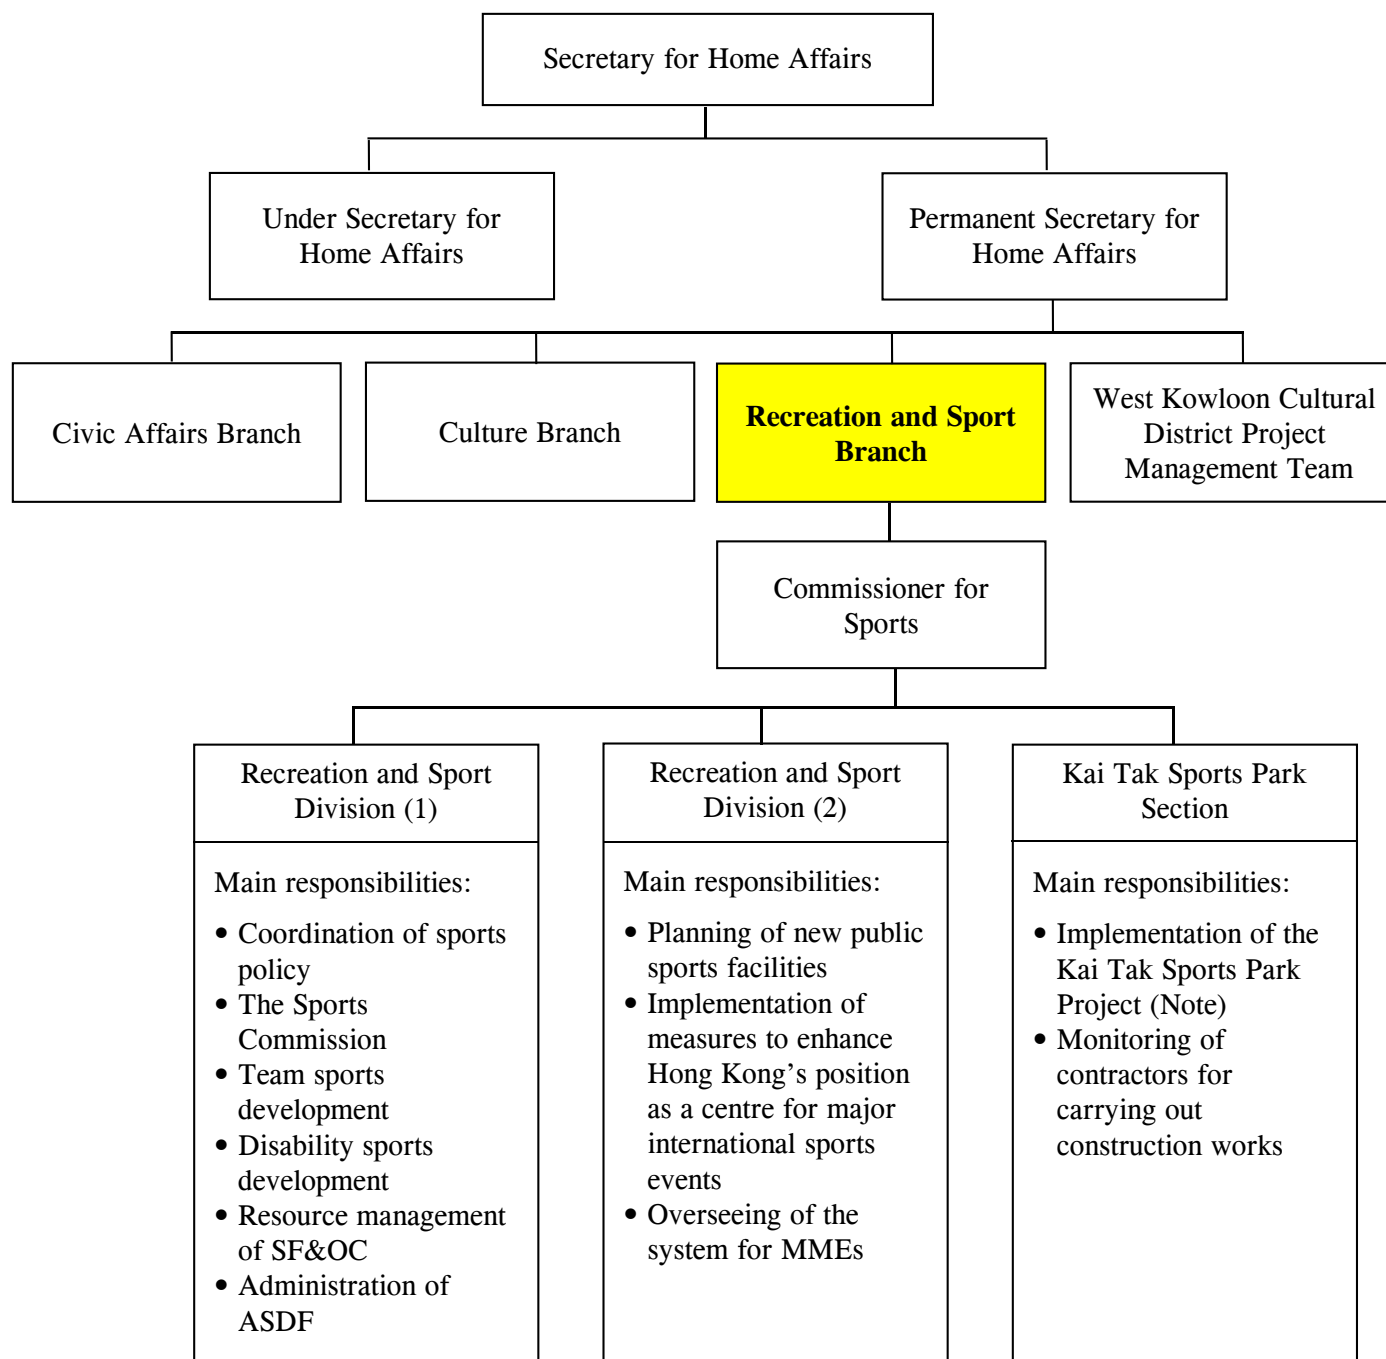 Secretary for Home Affairs
Under Secretary for
Home Affairs
Permanent Secretary for
Home Affairs
Civic Affairs Branch
Culture Branch
Recreation and Sport
Branch
West Kowloon Cultural
District Project
Management Team
Commissioner for
Sports
Recreation and Sport
Division (1)
Main responsibilities:
• Coordination of sports
policy
• The Sports
Commission
• Team sports
development
• Disability sports
development
• Resource management
of SF&OC
• Administration of
ASDF
Recreation and Sport
Division (2)
Main responsibilities:
• Planning of new public
sports facilities
• Implementation of
measures to enhance
Hong Kong’s position
as a centre for major
international sports
events
• Overseeing of the
system for MMEs
Kai Tak Sports Park
Section
Main responsibilities:
• Implementation of the
Kai Tak Sports Park
Project (Note)
• Monitoring of
contractors for
carrying out
construction works